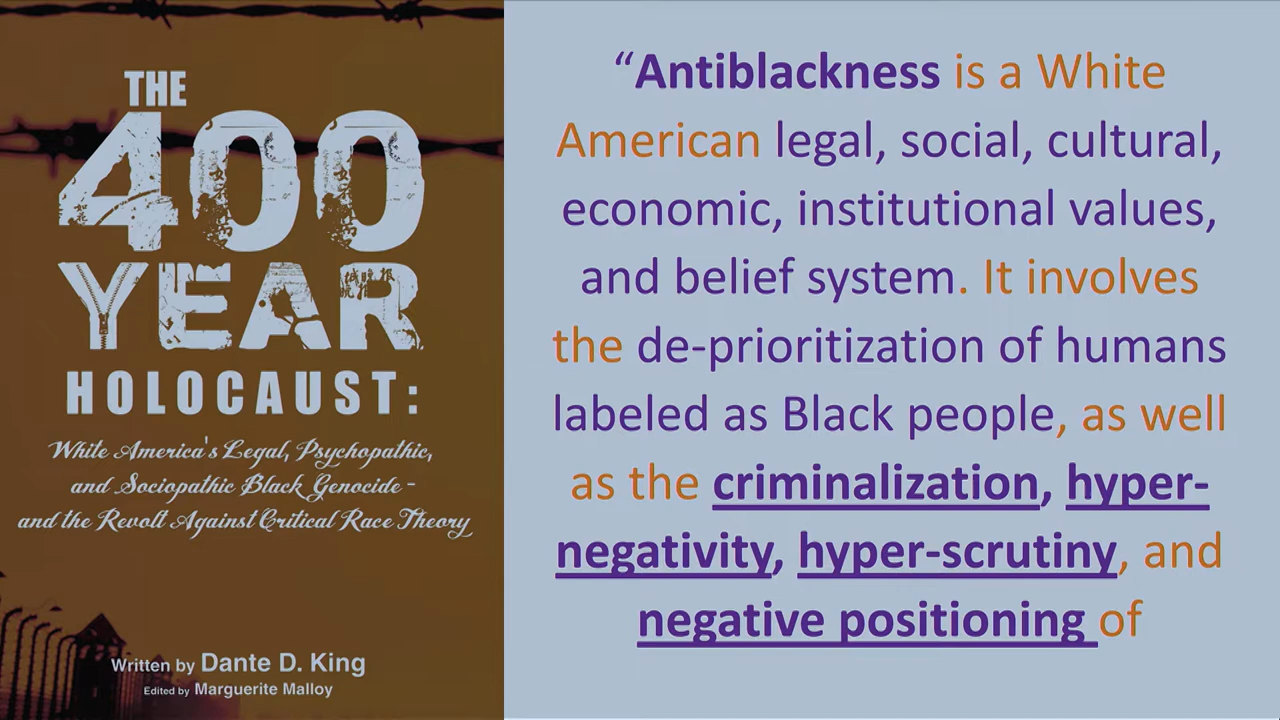 THE
400
YEAR
HOLOCAUST:
White America's Legal, Psychopathic,
and Sociopathic Black Genocide -
and the Revolt Against Critical Race Theory
Written by Dante D. King
Edited by Marguerite Malloy
“Antiblackness is a White
American legal, social, cultural,
economic, institutional values,
and belief system. It involves
the de-prioritization of humans
labeled as Black people, as well
as the criminalization, hyper-
negativity, hyper-scrutiny, and
negative positioning of